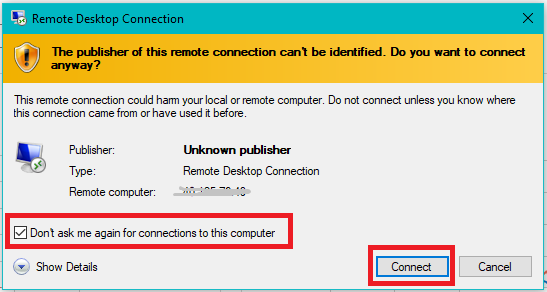 Remote Desktop Connection
The publisher of this remote connection can't be identified. Do you want to connect
anyway?
This remote connection could harm your local or remote computer. Do not connect unless you know where
this connection came from or have used it before.
Publisher: Unknown publisher
Type: Remote Desktop Connection
Remote computer:
Don't ask me again for connections to this computer
Show Details
Connect
Cancel